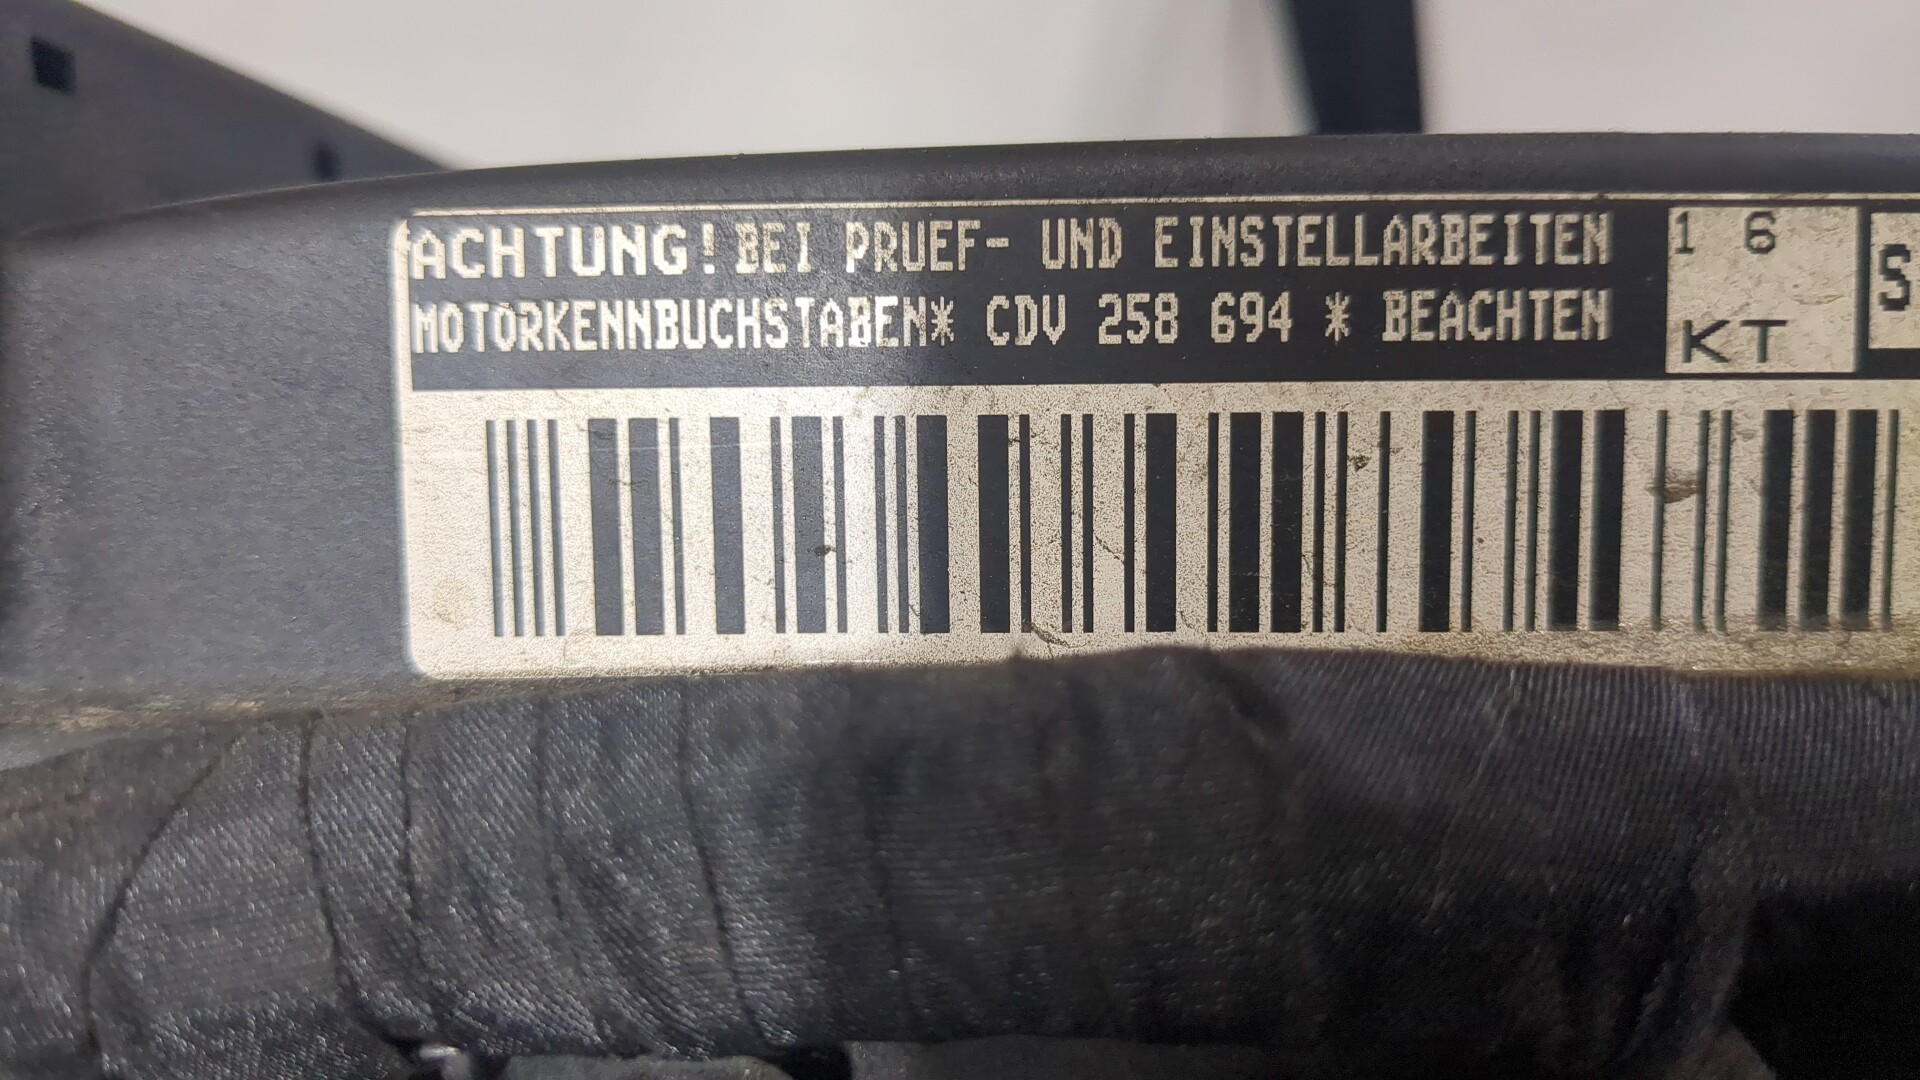 ACHTUNG! BEI PRUEF- UND EINSTELLARBEITEN
MOTORKENNBUCHSTABEN* CDV 258 694 * BEACHTEN
1 6
KT
S